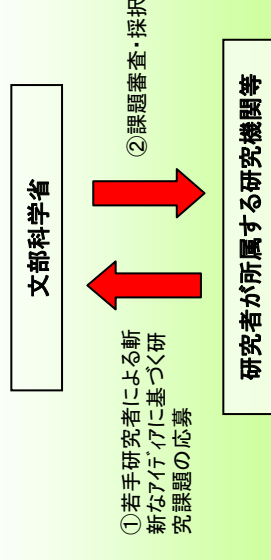 文部科学省
①若手研究者による斬
新なアイディアに基づく研
究課題の応募
②課題審査・採択
研究者が所属する研究機関等